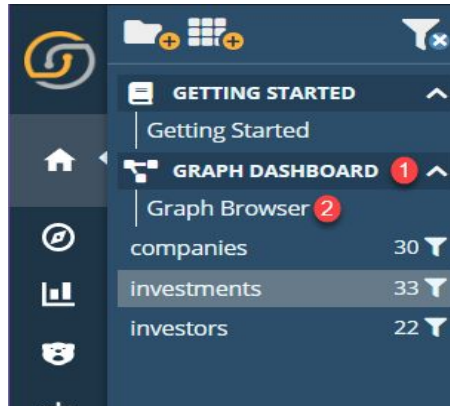 GETTING STARTED
Getting Started
GRAPH DASHBOARD 1
Graph Browser 2
companies 30
investments 33
investors 22